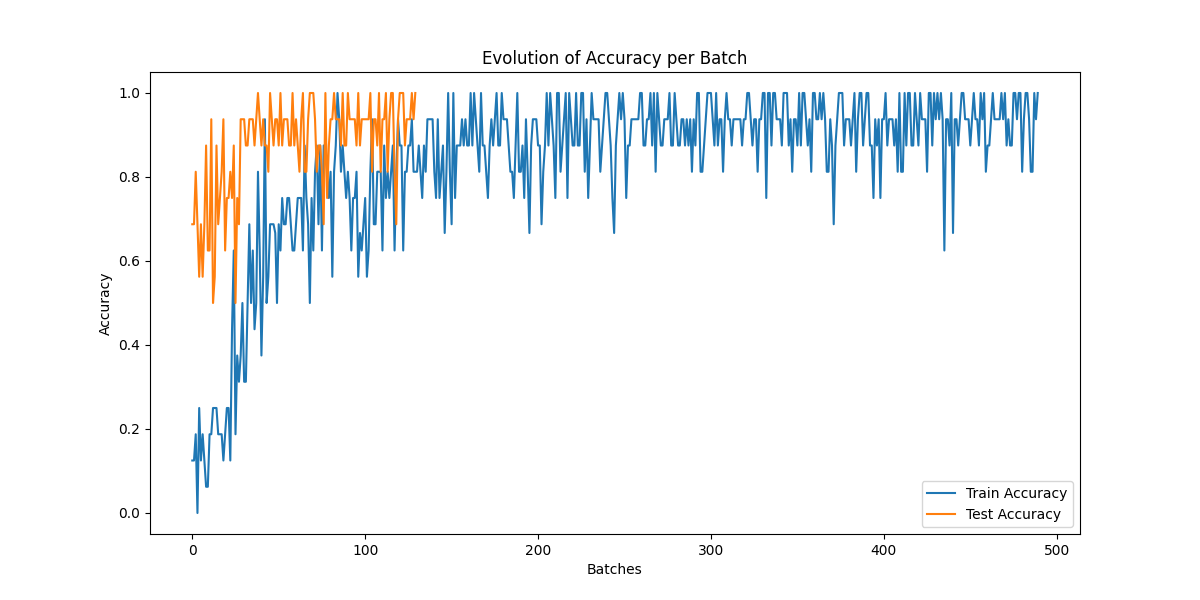 Evolution of Accuracy per Batch
1.0
0.8
0.6
0.4
0.2
0.0
Accuracy
0 100 200 300 400 500
Batches
Train Accuracy
Test Accuracy